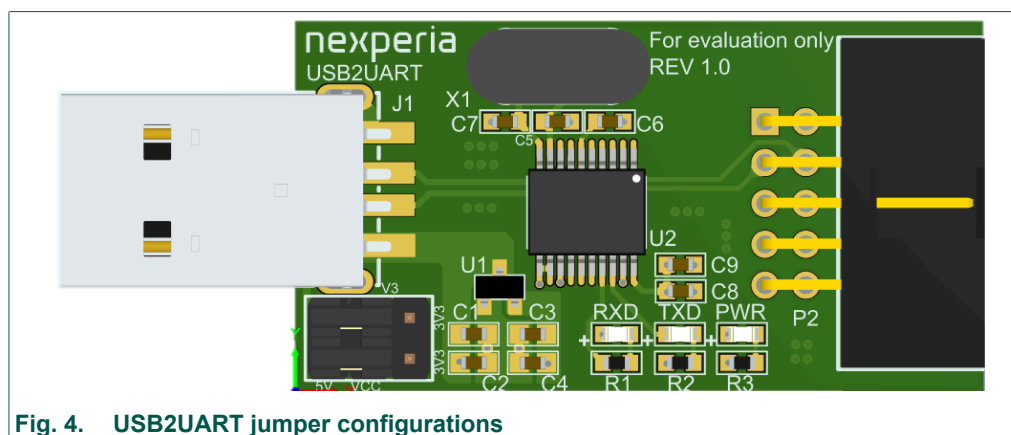 nexperia
For evaluation only
USB2UART
REV 1.0
J1
X1
C7
C5
C6
U2
U1
C9
C8
V3
C1
C3
RXD
TXD
PWR
P2
3V3
3V3
+
+
+
C2
C4
R1
R2
R3
5V
VCC
Fig. 4. USB2UART jumper configurations